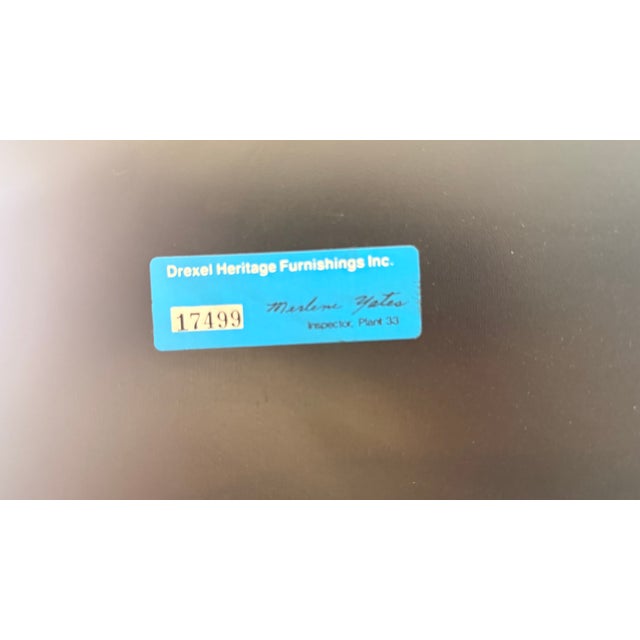 Drexel Heritage Furnishings Inc.
17499
Merlene Yates
Inspector, Plant 33